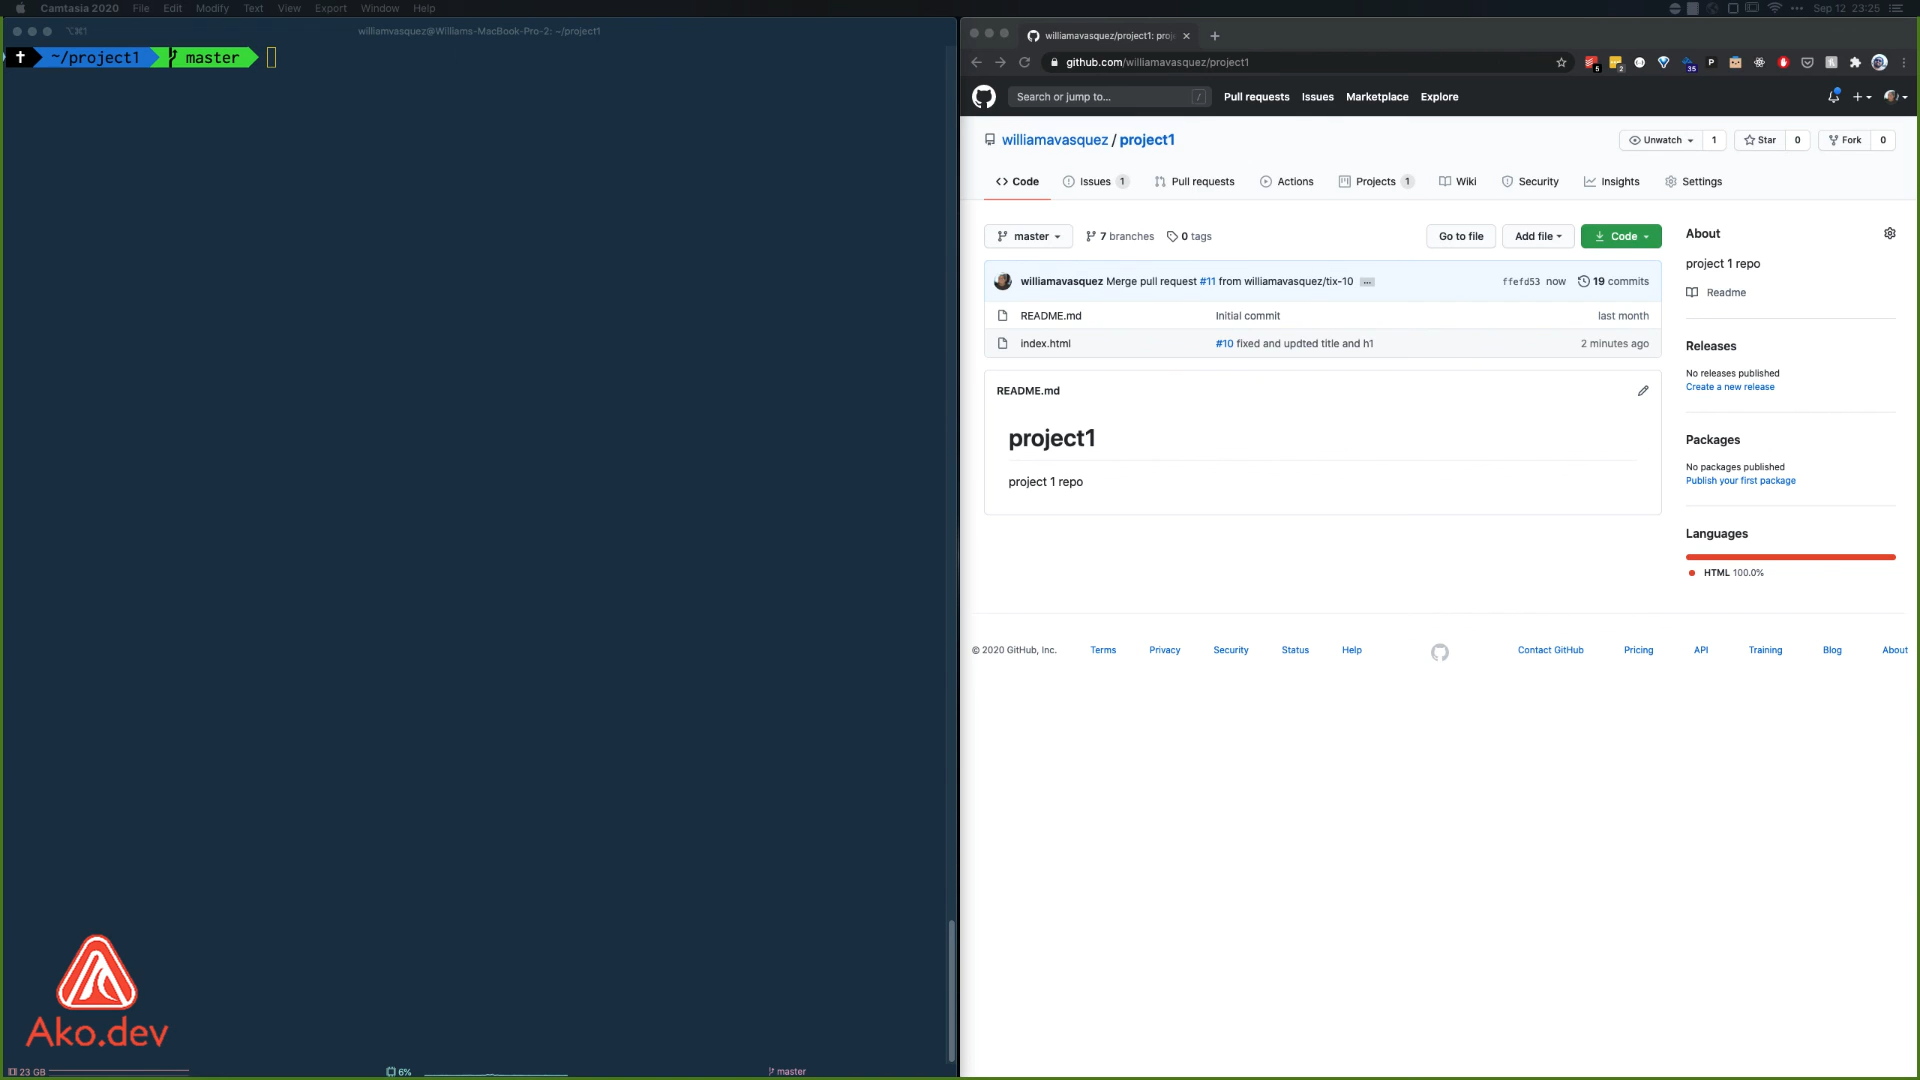 Camtasia 2020 File Edit Modify Text View Export Window Help
Sep 12 23:25
⌥⌘1
williamvasquez@Williams-MacBook-Pro-2: ~/project1
~/project1 master
williamavasquez/project1: proj
github.com/williamavasquez/project1
5 2 35 P
Search or jump to... /
Pull requests Issues Marketplace Explore
williamavasquez / project1
Unwatch 1 Star 0 Fork 0
Code Issues 1 Pull requests Actions Projects 1 Wiki Security Insights Settings
master 7 branches 0 tags Go to file Add file Code
williamavasquez Merge pull request #11 from williamavasquez/tix-10 ... ffefd53 now 19 commits
README.md Initial commit last month
index.html #10 fixed and updted title and h1 2 minutes ago
README.md
project1
project 1 repo
About
project 1 repo
Readme
Releases
No releases published
Create a new release
Packages
No packages published
Publish your first package
Languages
HTML 100.0%
© 2020 GitHub, Inc. Terms Privacy Security Status Help Contact GitHub Pricing API Training Blog About
Ako.dev
23 GB 6% master